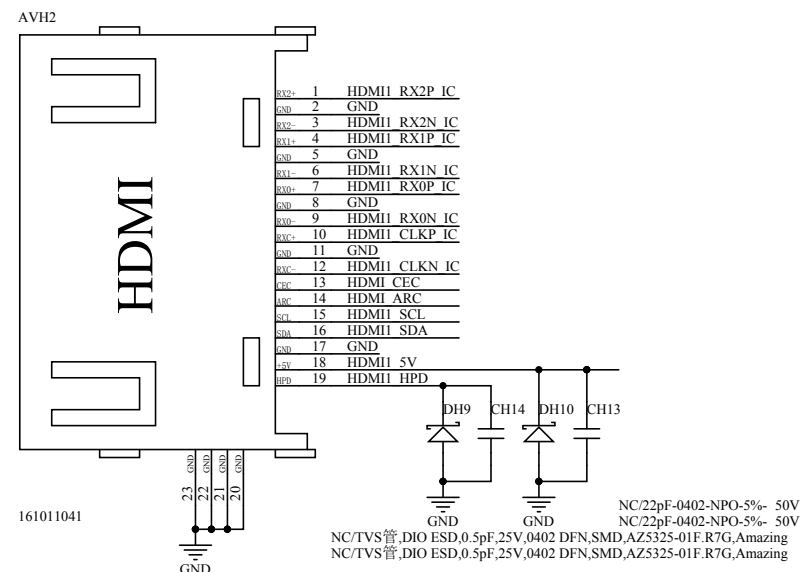 AVH2
HDMI
RX2+ 1 HDMI1_RX2P_IC
GND 2 GND
RX2- 3 HDMI1_RX2N_IC
RX1+ 4 HDMI1_RX1P_IC
GND 5 GND
RX1- 6 HDMI1_RX1N_IC
RX0+ 7 HDMI1_RX0P_IC
GND 8 GND
RX0- 9 HDMI1_RX0N_IC
RXC+ 10 HDMI1_CLKP_IC
GND 11 GND
RXC- 12 HDMI1_CLKN_IC
CEC 13 HDMI_CEC
ARC 14 HDMI_ARC
SCL 15 HDMI1_SCL
SDA 16 HDMI1_SDA
GND 17 GND
+5V 18 HDMI1_5V
HPD 19 HDMI1_HPD
DH9 CH14 DH10 CH13
GND GND GND GND
23 22 21 20
161011041
GND
GND GND
NC/22pF-0402-NPO-5%- 50V
NC/22pF-0402-NPO-5%- 50V
NC/TVS管,DIO ESD,0.5pF,25V,0402 DFN,SMD,AZ5325-01F.R7G,Amazing
NC/TVS管,DIO ESD,0.5pF,25V,0402 DFN,SMD,AZ5325-01F.R7G,Amazing